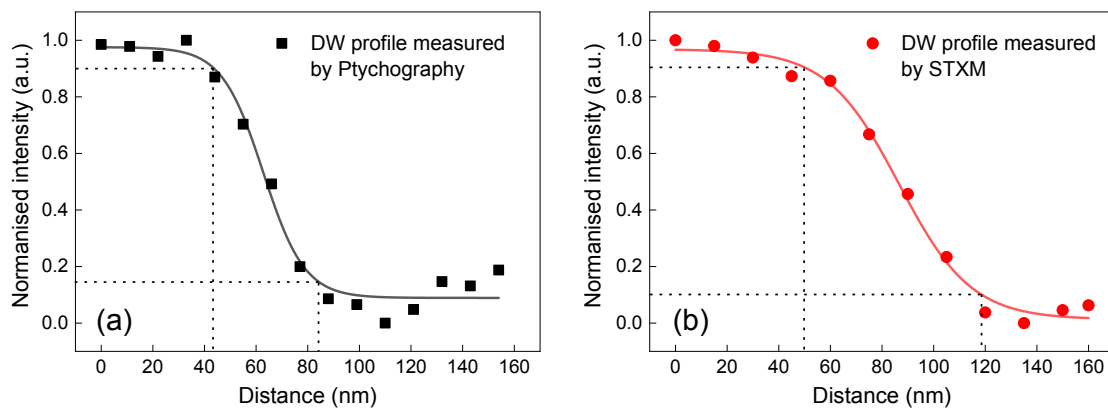 DW profile measured
by Ptychography
1.0
0.8
0.6
0.4
0.2
0.0
Normanised intensity (a.u.)
(a)
0 20 40 60 80 100 120 140 160
Distance (nm)
DW profile measured
by STXM
1.0
0.8
0.6
0.4
0.2
0.0
Normanised intensity (a.u.)
(b)
0 20 40 60 80 100 120 140 160
Distance (nm)